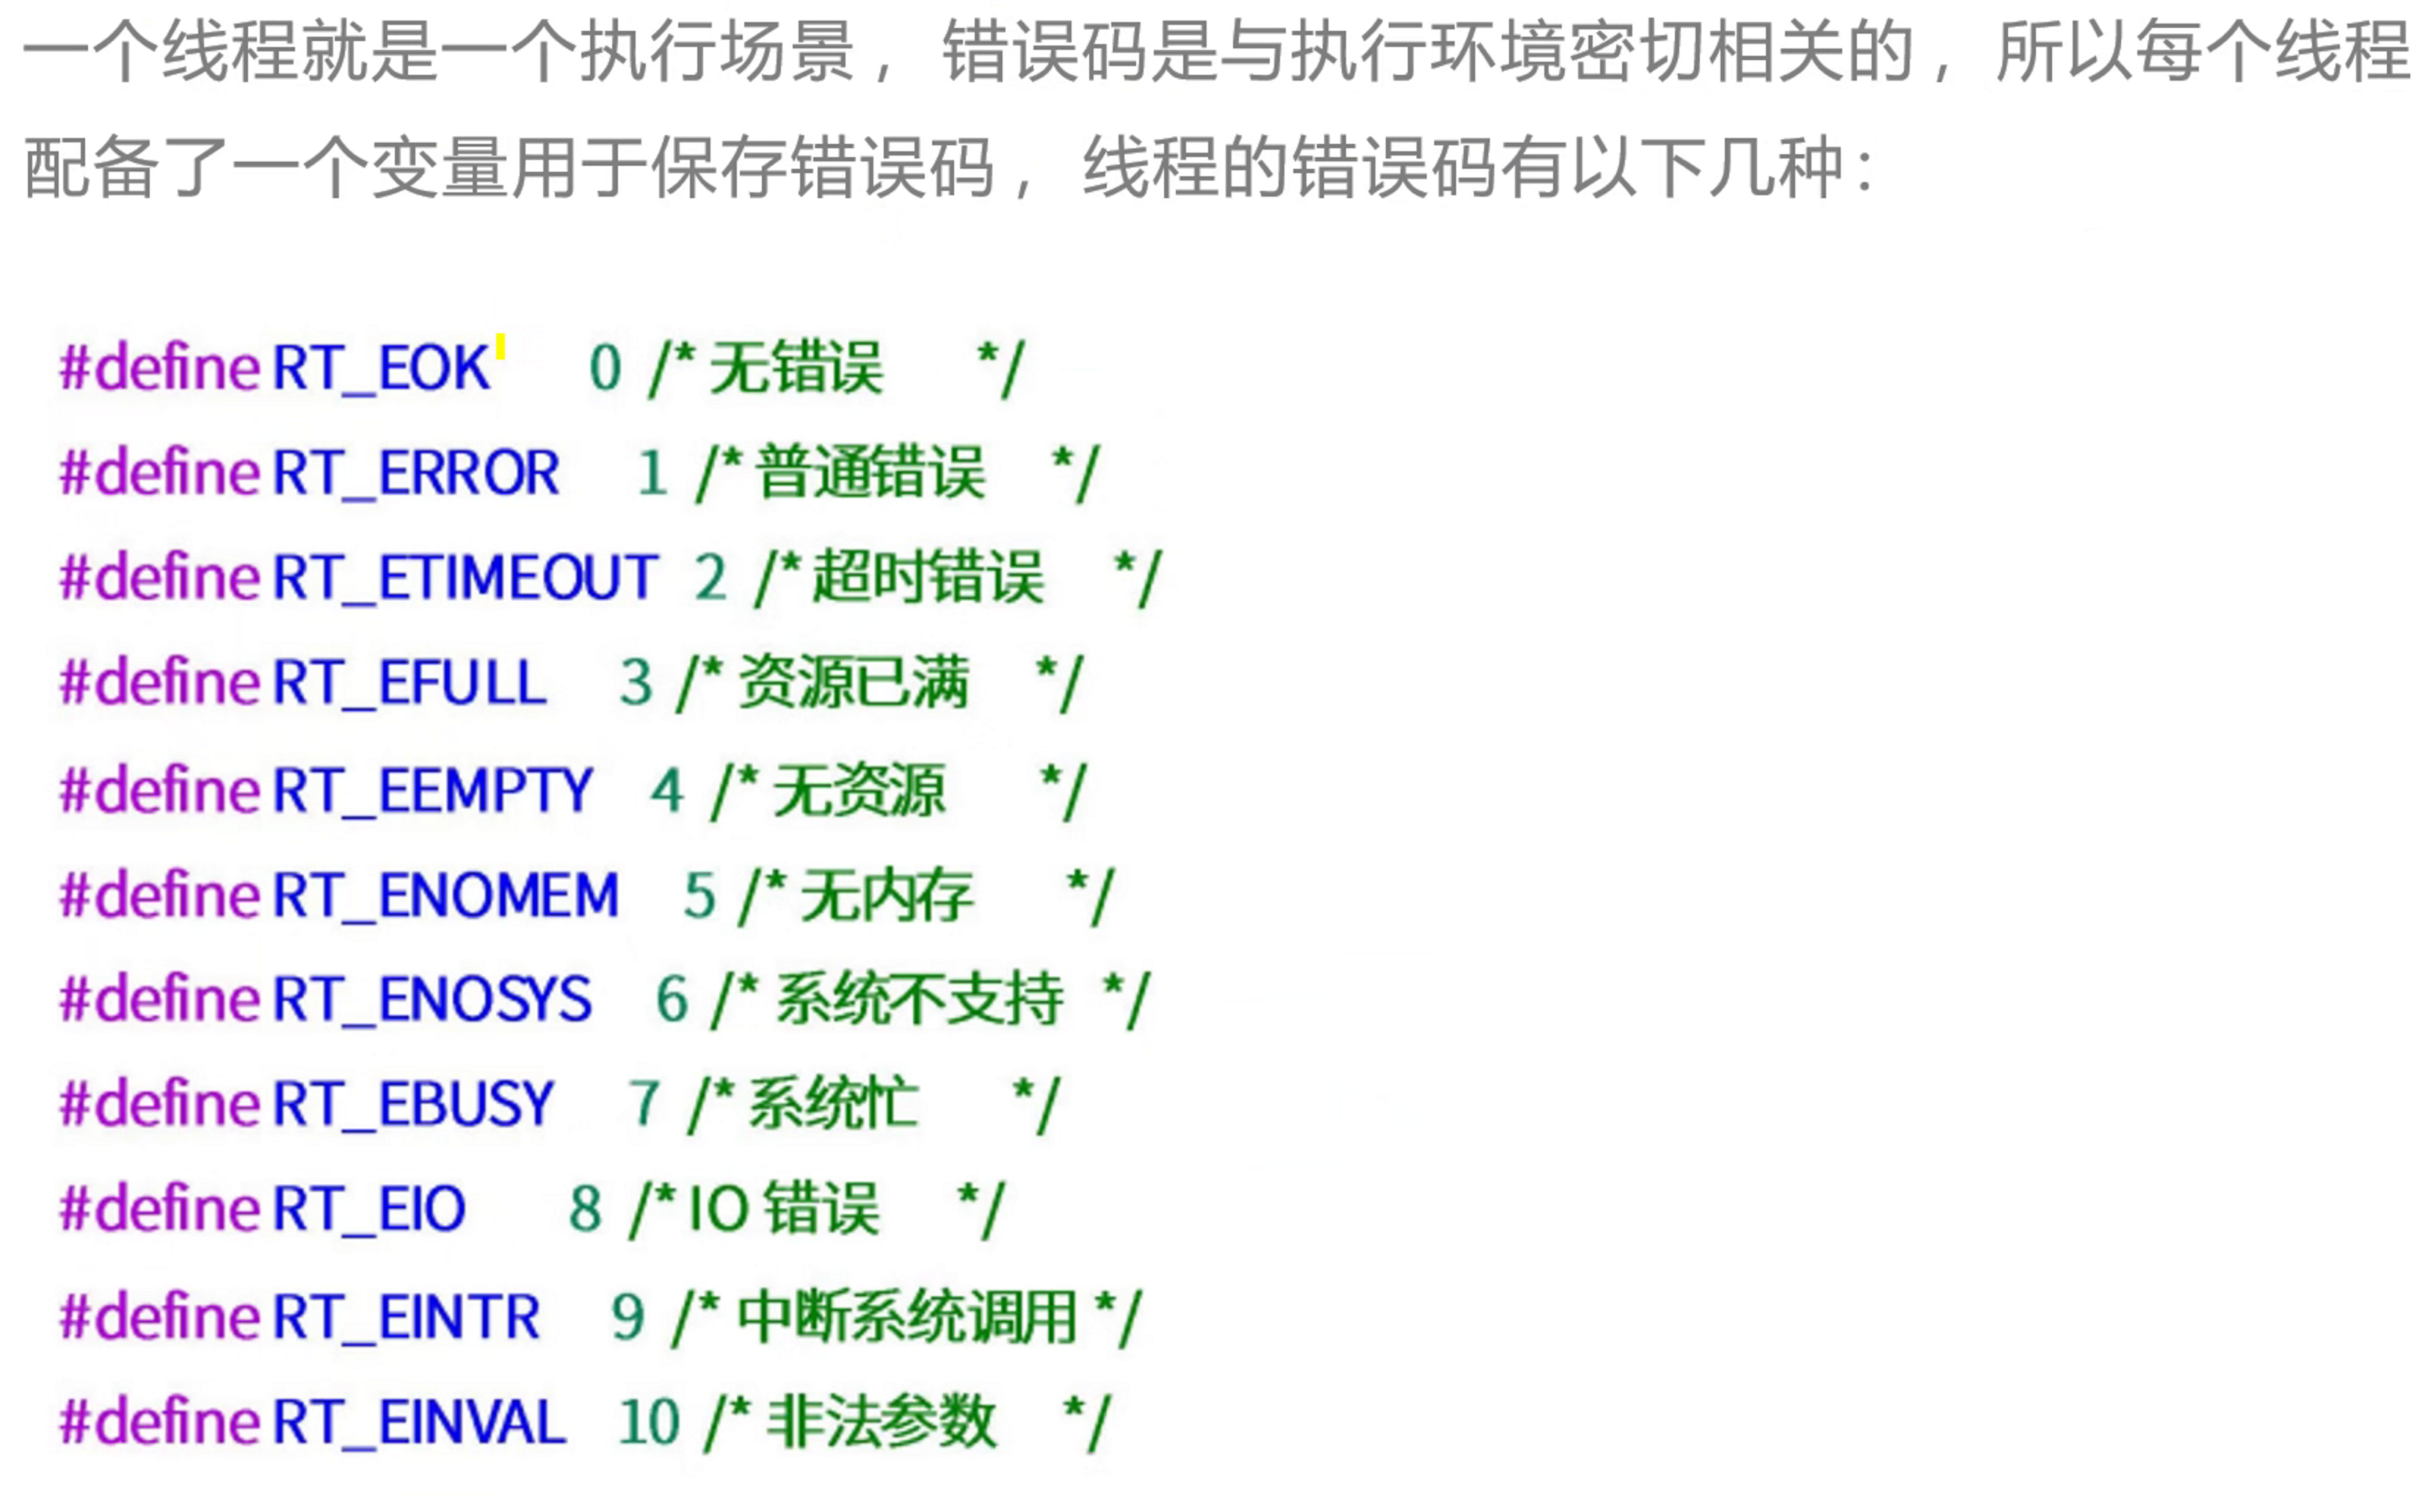 一个线程就是一个执行场景，错误码是与执行环境密切相关的，所以每个线程
配备了一个变量用于保存错误码，线程的错误码有以下几种：
#define RT_EOK 0 /* 无错误 */
#define RT_ERROR 1 /* 普通错误 */
#define RT_ETIMEOUT 2 /* 超时错误 */
#define RT_EFULL 3 /* 资源已满 */
#define RT_EEMPTY 4 /* 无资源 */
#define RT_ENOMEM 5 /* 无内存 */
#define RT_ENOSYS 6 /* 系统不支持 */
#define RT_EBUSY 7 /* 系统忙 */
#define RT_EIO 8 /* IO 错误 */
#define RT_EINTR 9 /* 中断系统调用 */
#define RT_EINVAL 10 /* 非法参数 */